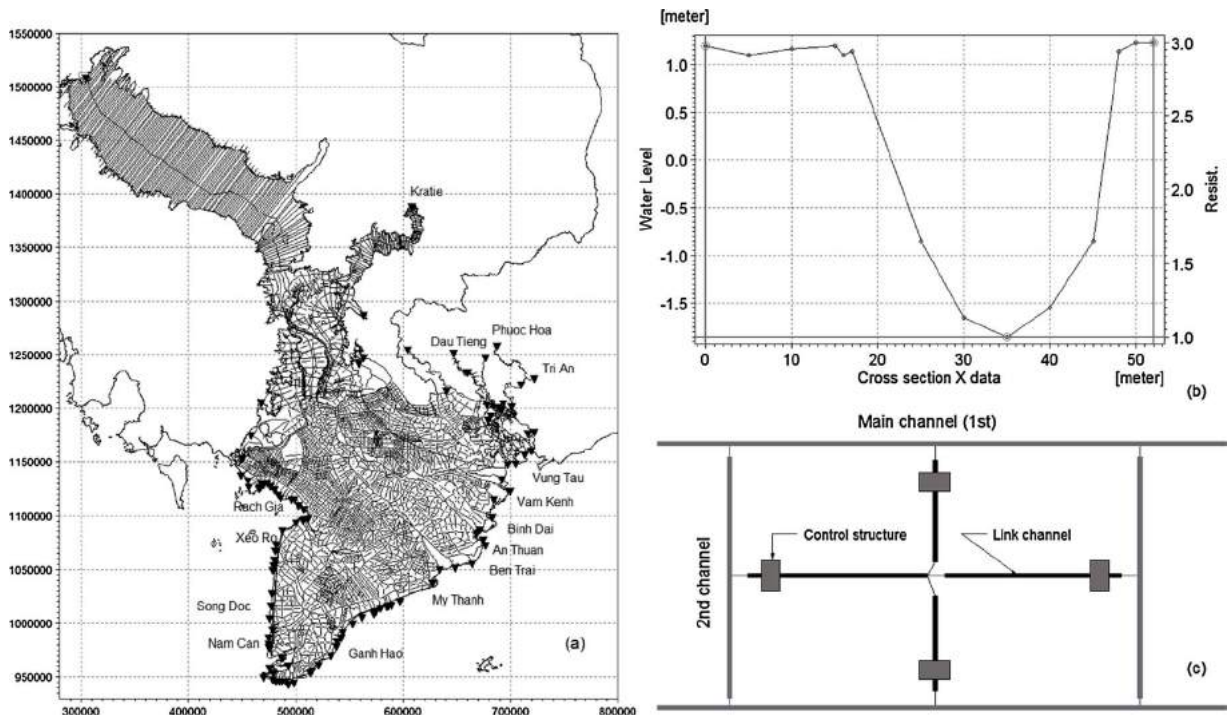 1550000
1500000
1450000
1400000
1350000
1300000
1250000
1200000
1150000
1100000
1050000
1000000
950000
300000 400000 500000 600000 700000 800000
Kratie
Phuoc Hoa
Dau Tieng
Tri An
Vung Tau
Rach Gia
Vam Kenh
Binh Dai
Xeo Ro
An Thuan
Ben Trai
My Thanh
Song Doc
Nam Can
Ganh Hao
(a)
[meter]
Water Level
1.0
0.5
0.0
-0.5
-1.0
-1.5
3.0
2.5
2.0
1.5
1.0
Resist.
0 10 20 30 40 50
Cross section X data
[meter]
(b)
Main channel (1st)
Control structure
Link channel
2nd channel
(c)